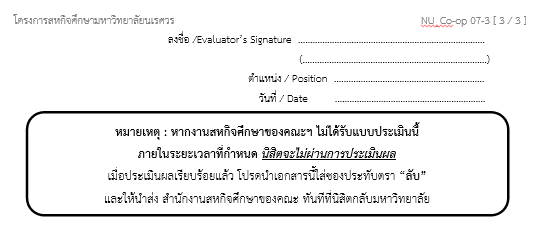 โครงการสหกิจศึกษามหาวิทยาลัยนเรศวร NU_Co-op 07-3 [ 3 / 3 ]
ลงชื่อ /Evaluator's Signature ............................................................
(............................................................)
ตำแหน่ง / Position ..................................................
วันที่ / Date ..................................................
หมายเหตุ : หากงานสหกิจศึกษาของคณะฯ ไม่ได้รับแบบประเมินนี้
ภายในระยะเวลาที่กำหนด นิสิตจะไม่ผ่านการประเมินผล
เมื่อประเมินผลเรียบร้อยแล้ว โปรดนำเอกสารนี้ใส่ซองประทับตรา “ลับ”
และให้นำส่ง สำนักงานสหกิจศึกษาของคณะ ทันทีที่นิสิตกลับมหาวิทยาลัย